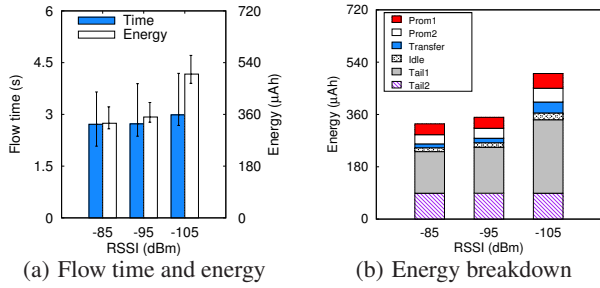 Time
Energy
Flow time (s)
6
4.5
3
1.5
0
Energy (μAh)
720
540
360
180
0
-85
-95
-105
RSSI (dBm)
(a) Flow time and energy
Prom1
Prom2
Transfer
Idle
Tail1
Tail2
Energy (μAh)
720
540
360
180
0
-85
-95
-105
RSSI (dBm)
(b) Energy breakdown